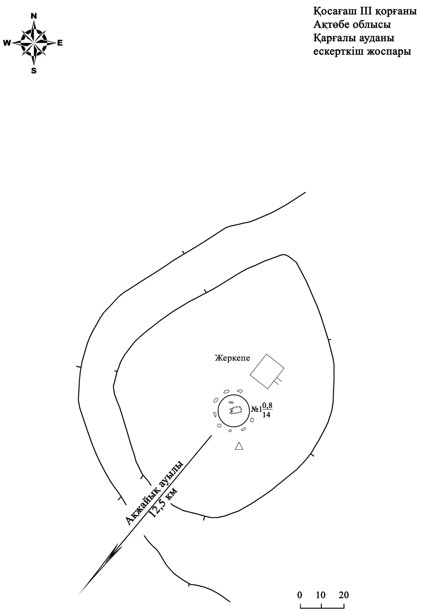 N
W E
S
Қосағаш III қорғаны
Ақтөбе облысы
Қарғалы ауданы
ескерткіш жоспары
Жеркепе
№1 0,8
14
Ақжайық ауылы
12,5 км
0 10 20